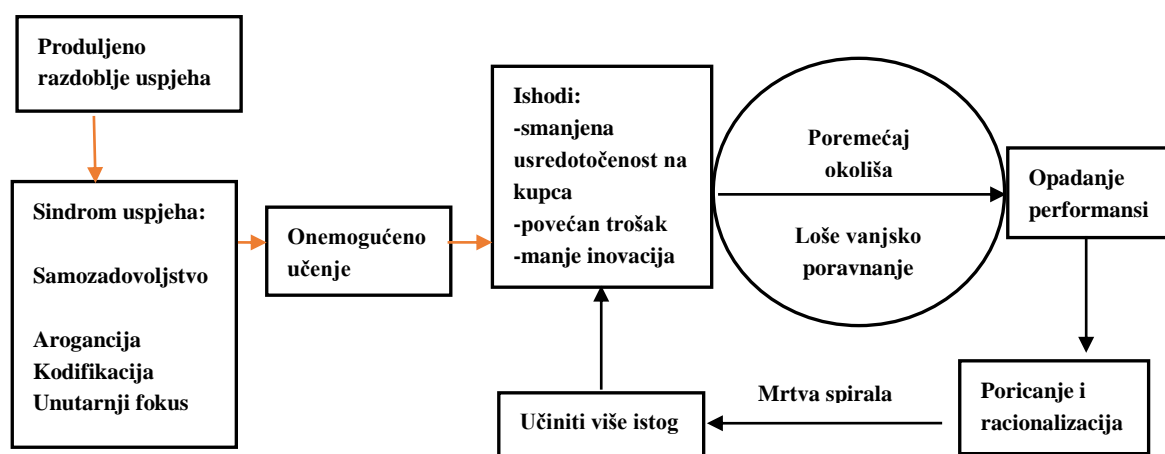 Produljeno
razdoblje uspjeha
Sindrom uspjeha:
Samozadovoljstvo
Arogancija
Kodifikacija
Unutarnji fokus
Onemogućeno
učenje
Ishodi:
-smanjena
usredotočenost na
kupca
-povećan trošak
-manje inovacija
Poremećaj
okoliša
Loše vanjsko
poravnanje
Opadanje
performansi
Poricanje i
racionalizacija
Mrtva spirala
Učiniti više istog